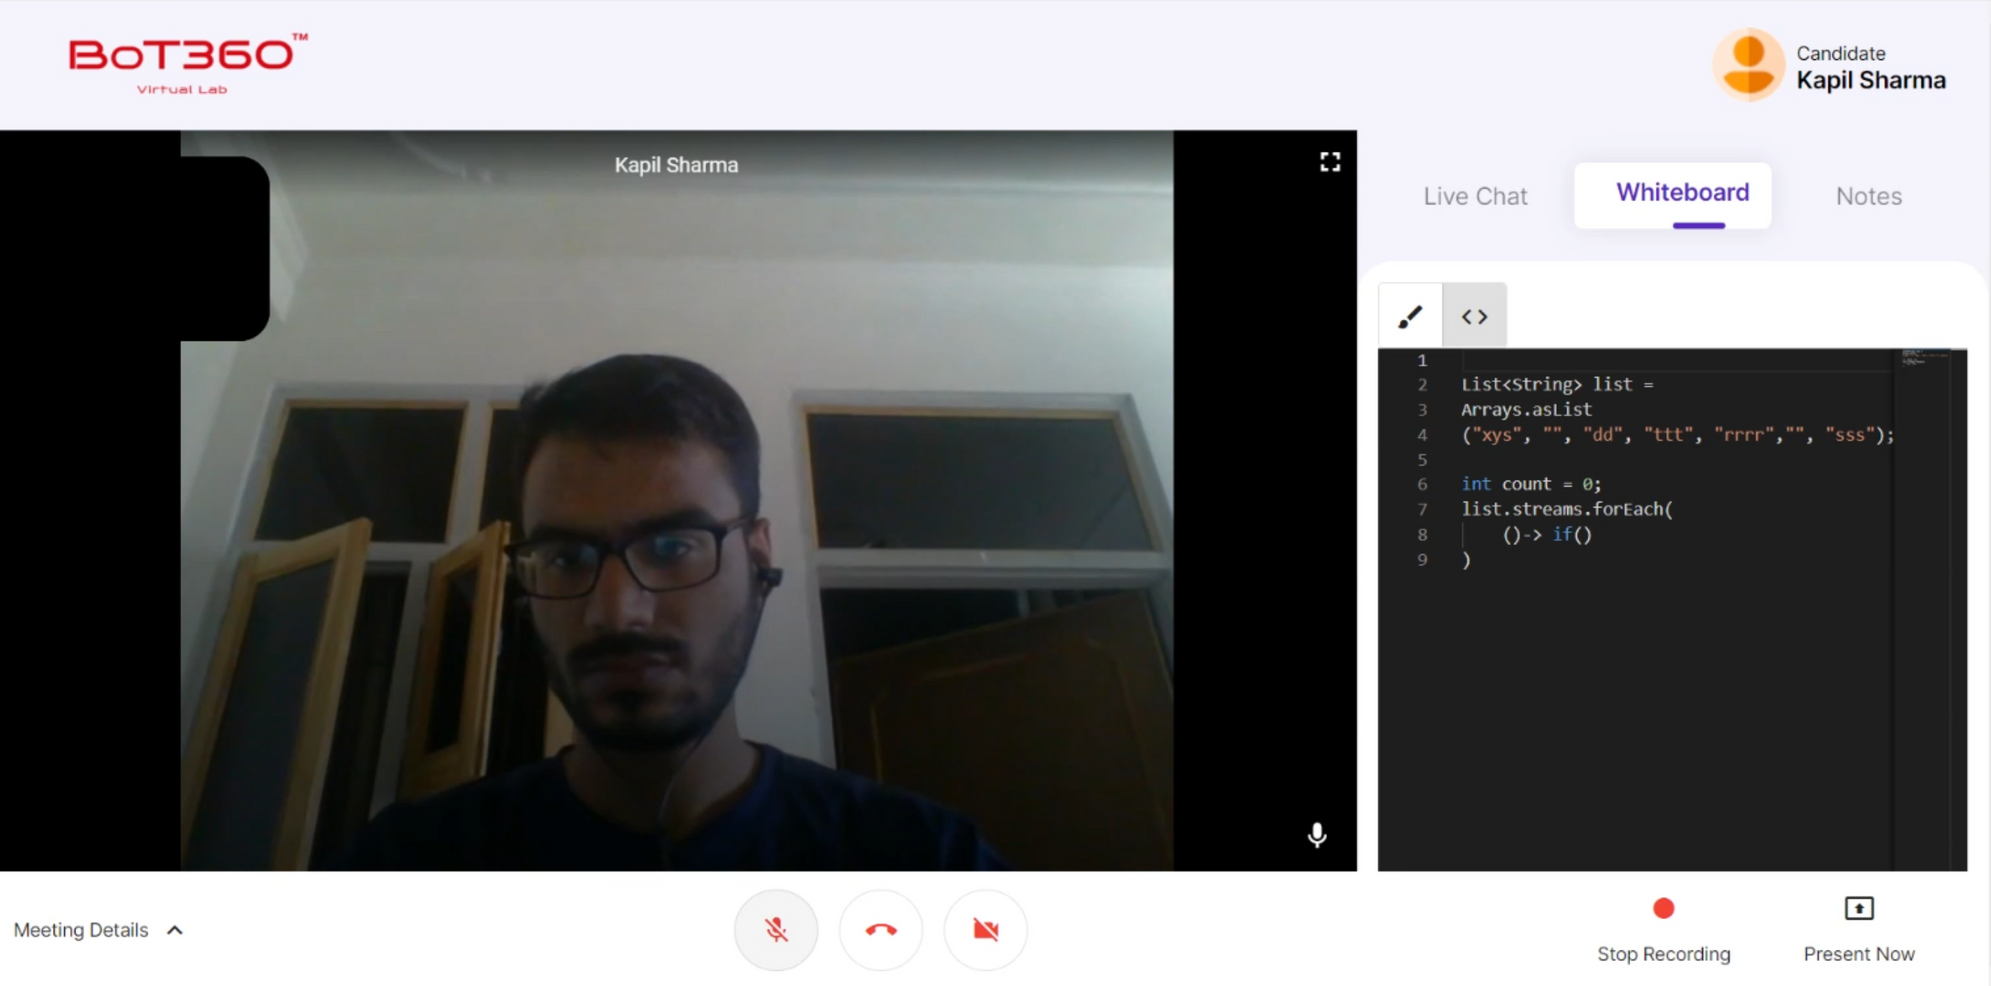 BoT360™
Virtual Lab
Candidate
Kapil Sharma
Kapil Sharma
Live Chat
Whiteboard
Notes
1
2 List<String> list =
3 Arrays.asList
4 ("xys", "", "dd", "ttt", "rrrr","", "sss");
5
6 int count = 0;
7 list.streams.forEach(
8     ()-> if()
9 )
Meeting Details
Stop Recording
Present Now